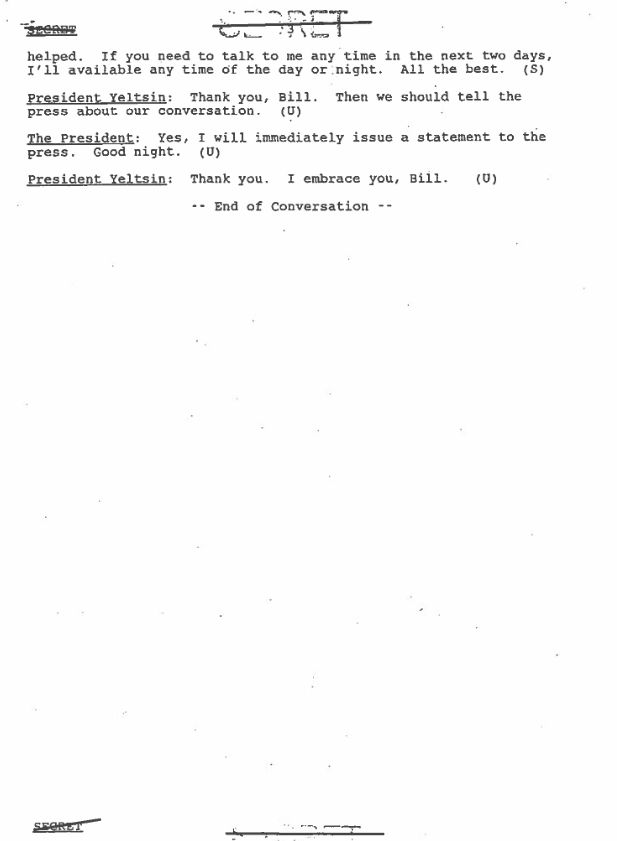 SECRET
helped. If you need to talk to me any time in the next two days,
I'll available any time of the day or night. All the best. (S)
President Yeltsin: Thank you, Bill. Then we should tell the
press about our conversation. (U)
The President: Yes, I will immediately issue a statement to the
press. Good night. (U)
President Yeltsin: Thank you. I embrace you, Bill. (U)
-- End of Conversation --
SECRET